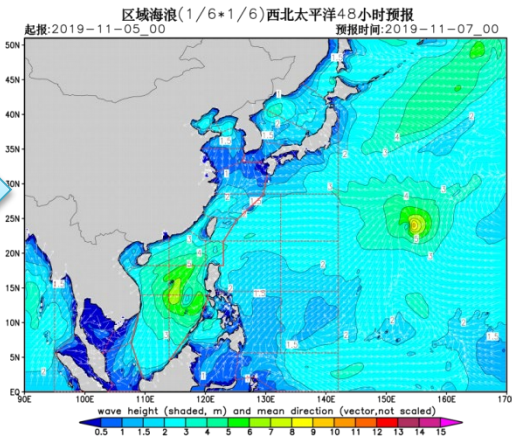 区域海浪(1/6*1/6)西北太平洋48小时预报
起报:2019-11-05_00 预报时间:2019-11-07_00
50N
45N
40N
35N
30N
25N
20N
15N
10N
5N
EQ
90E 100E 110E 120E 130E 140E 150E 160E 170
wave height (shaded, m) and mean direction (vector,not scaled)
0.5 1 1.5 2 3 4 5 6 7 8 9 10 11 12 13 14 15